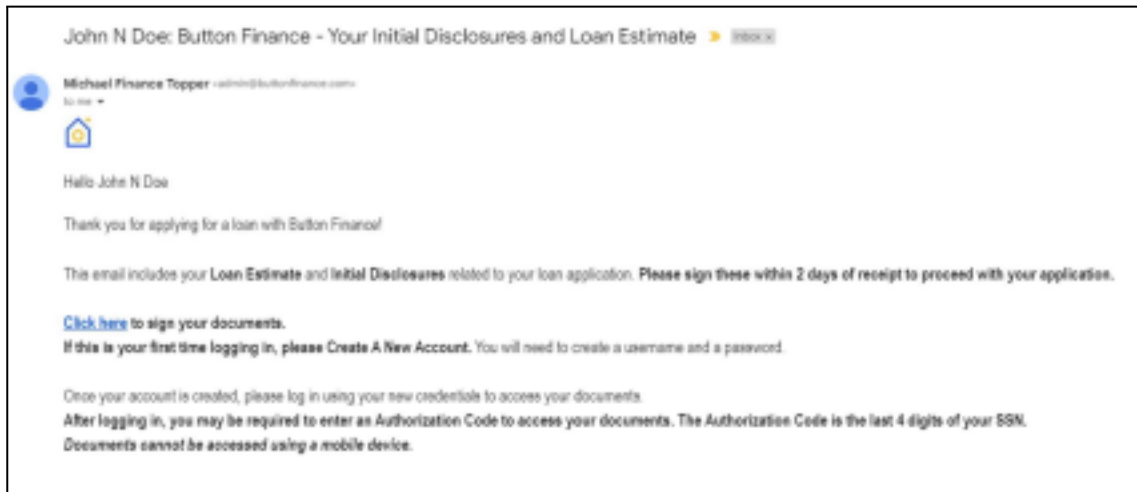 John N Doe: Button Finance - Your Initial Disclosures and Loan Estimate Inbox x
Michael Finance Topper <admin@buttonfinance.com>
to me
Hello John N Doe
Thank you for applying for a loan with Button Finance!
This email includes your Loan Estimate and Initial Disclosures related to your loan application. Please sign these within 2 days of receipt to proceed with your application.
Click here to sign your documents.
If this is your first time logging in, please Create A New Account. You will need to create a username and a password.
Once your account is created, please log in using your new credentials to access your documents.
After logging in, you may be required to enter an Authorization Code to access your documents. The Authorization Code is the last 4 digits of your SSN.
Documents cannot be accessed using a mobile device.